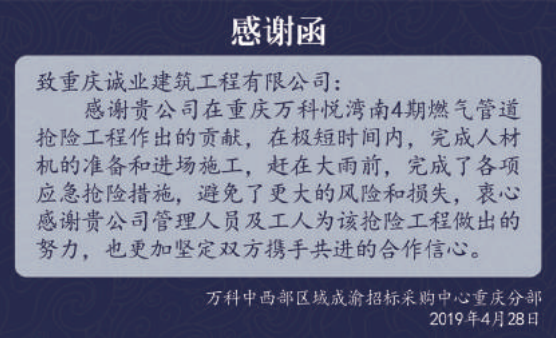 感谢函
致重庆诚业建筑工程有限公司：
感谢贵公司在重庆万科悦湾南4期燃气管道
抢险工程作出的贡献，在极短时间内，完成人材
机的准备和进场施工，赶在大雨前，完成了各项
应急抢险措施，避免了更大的风险和损失，衷心
感谢贵公司管理人员及工人为该抢险工程做出的
努力，也更加坚定双方携手共进的合作信心。
万科中西部区域成渝招标采购中心重庆分部
2019年4月28日